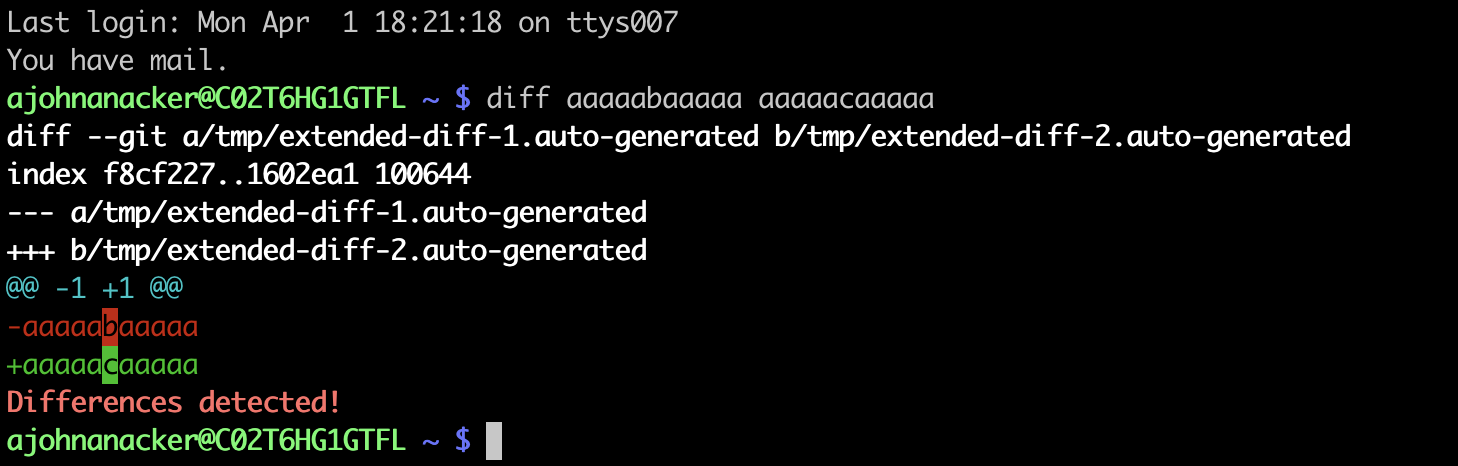 Last login: Mon Apr  1 18:21:18 on ttys007
You have mail.
ajohnanacker@C02T6HG1GTFL ~ $ diff aaaaabaaaaa aaaaacaaaaa
diff --git a/tmp/extended-diff-1.auto-generated b/tmp/extended-diff-2.auto-generated
index f8cf227..1602ea1 100644
--- a/tmp/extended-diff-1.auto-generated
+++ b/tmp/extended-diff-2.auto-generated
@@ -1 +1 @@
-aaaaabaaaaa
+aaaaacaaaaa
Differences detected!
ajohnanacker@C02T6HG1GTFL ~ $